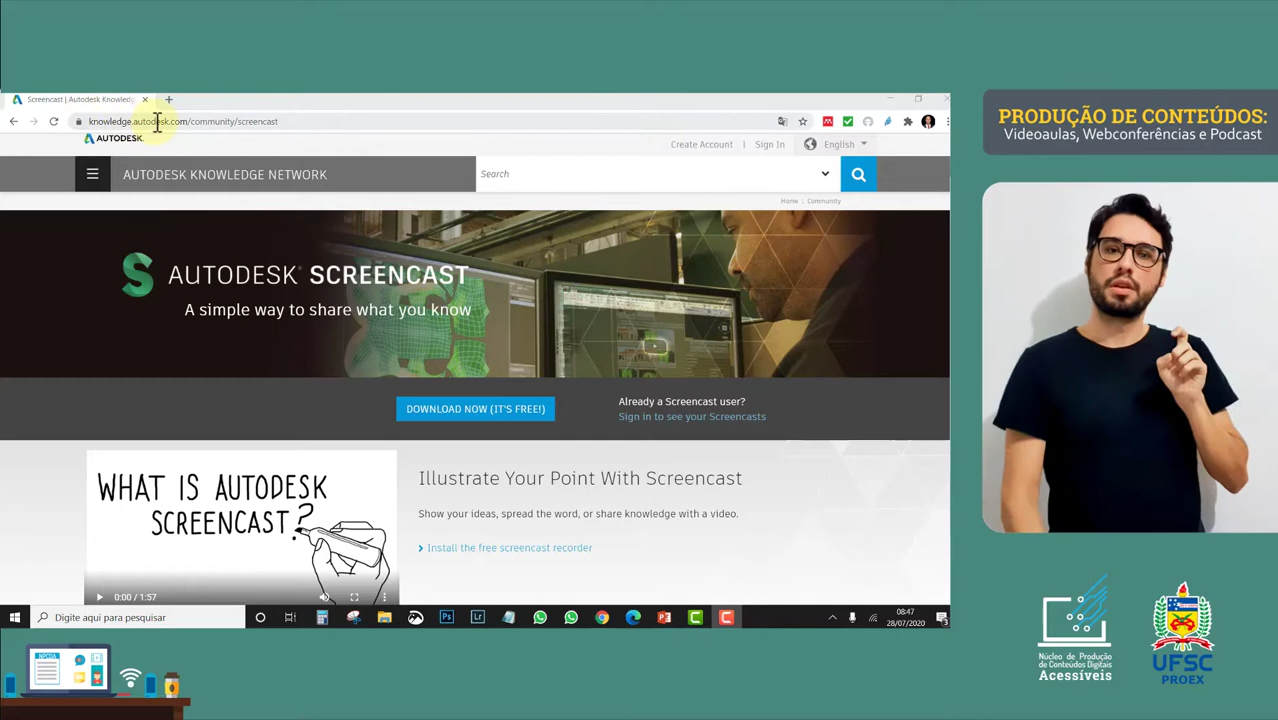 Screencast | Autodesk Knowledg
knowledge.autodesk.com/community/screencast
AUTODESK.
Create Account | Sign In English
AUTODESK KNOWLEDGE NETWORK
Search
Home : Community
AUTODESK® SCREENCAST
A simple way to share what you know
DOWNLOAD NOW (IT'S FREE!)
Already a Screencast user?
Sign in to see your Screencasts
WHAT IS AUTODESK
SCREENCAST?
0:00 / 1:57
Illustrate Your Point With Screencast
Show your ideas, spread the word, or share knowledge with a video.
Install the free screencast recorder
Digite aqui para pesquisar
Ps
Lr
08:47
28/07/2020
PRODUÇÃO DE CONTEÚDOS:
Videoaulas, Webconferências e Podcast
NPCDA
Núcleo de Produção
de Conteúdos Digitais
Acessíveis
UFSC
PROEX